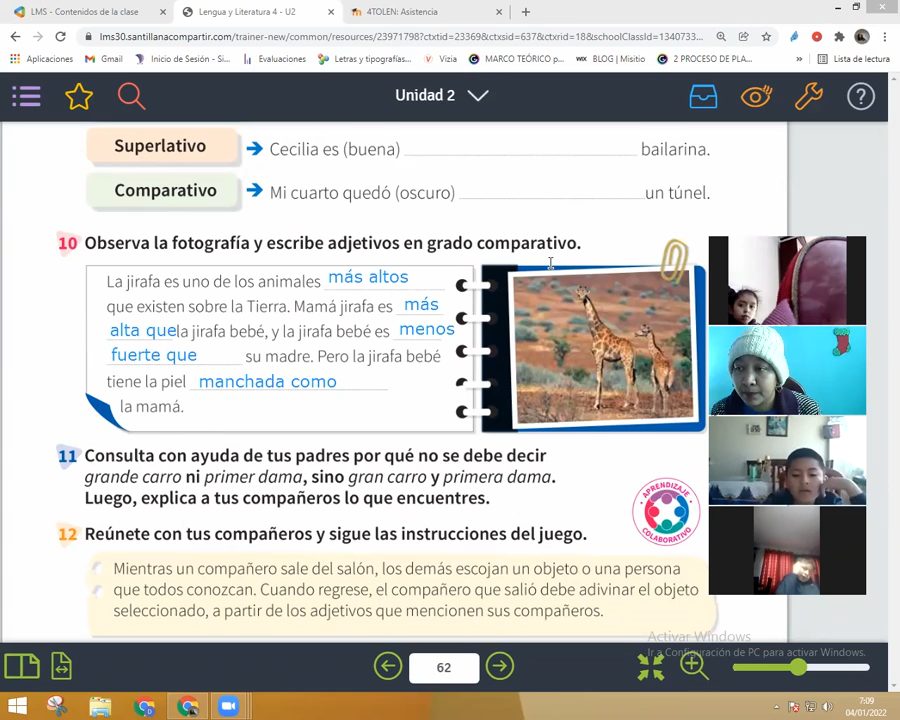 LMS - Contenidos de la clase
Lengua y Literatura 4 - U2
4TOLEN: Asistencia
lms30.santillanacompartir.com/trainer-new/common/resources/23971798?ctxtid=23369&ctxsid=637&ctxrid=18&schoolClassId=1340733...
Aplicaciones
Gmail
Inicio de Sesión - Si...
Evaluaciones
Letras y tipografías...
Vizia
MARCO TEÓRICO p...
WIX BLOG | Misitio
2 PROCESO DE PLA...
»
Lista de lectura
Unidad 2
Superlativo
Cecilia es (buena) bailarina.
Comparativo
Mi cuarto quedó (oscuro) un túnel.
10 Observa la fotografía y escribe adjetivos en grado comparativo.
La jirafa es uno de los animales más altos
que existen sobre la Tierra. Mamá jirafa es más
alta que la jirafa bebé, y la jirafa bebé es menos
fuerte que su madre. Pero la jirafa bebé
tiene la piel manchada como
la mamá.
11 Consulta con ayuda de tus padres por qué no se debe decir
grande carro ni primer dama, sino gran carro y primera dama.
Luego, explica a tus compañeros lo que encuentres.
APRENDIZAJE
COLABORATIVO
12 Reúnete con tus compañeros y sigue las instrucciones del juego.
Mientras un compañero sale del salón, los demás escojan un objeto o una persona
que todos conozcan. Cuando regrese, el compañero que salió debe adivinar el objeto
seleccionado, a partir de los adjetivos que mencionen sus compañeros.
Activar Windows
Ir a Configuración de PC para activar Windows.
62
7:09
04/01/2022